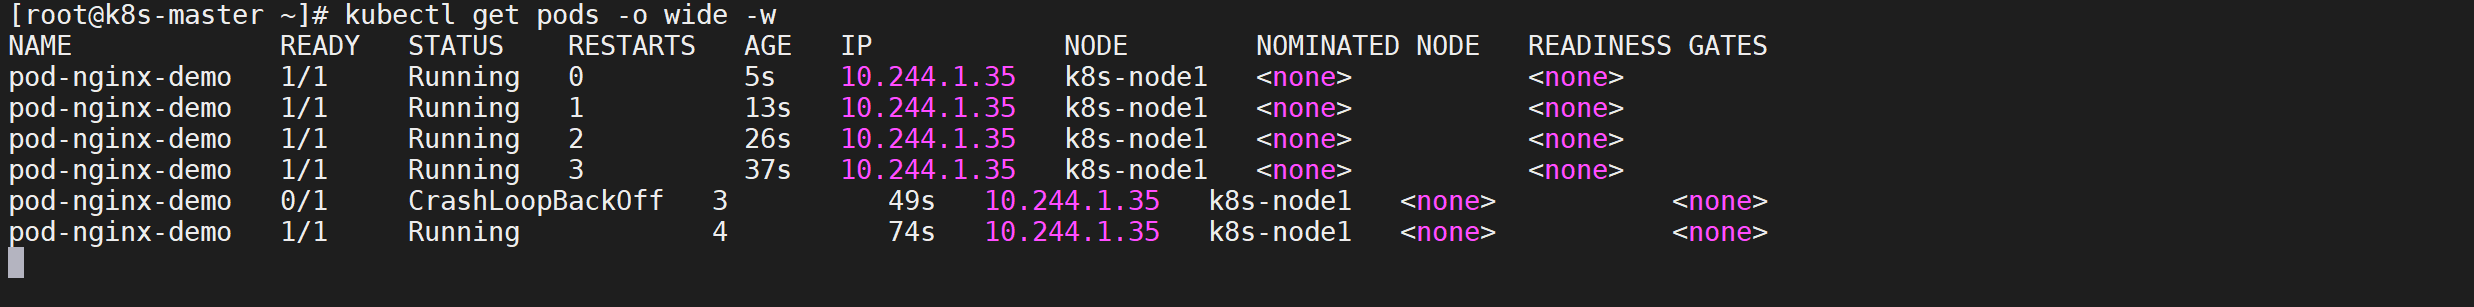 [root@k8s-master ~]# kubectl get pods -o wide -w
NAME             READY   STATUS    RESTARTS   AGE   IP             NODE        NOMINATED NODE   READINESS GATES
pod-nginx-demo   1/1     Running   0          5s    10.244.1.35   k8s-node1   <none>           <none>
pod-nginx-demo   1/1     Running   1          13s   10.244.1.35   k8s-node1   <none>           <none>
pod-nginx-demo   1/1     Running   2          26s   10.244.1.35   k8s-node1   <none>           <none>
pod-nginx-demo   1/1     Running   3          37s   10.244.1.35   k8s-node1   <none>           <none>
pod-nginx-demo   0/1     CrashLoopBackOff   3          49s   10.244.1.35   k8s-node1   <none>           <none>
pod-nginx-demo   1/1     Running            4          74s   10.244.1.35   k8s-node1   <none>           <none>